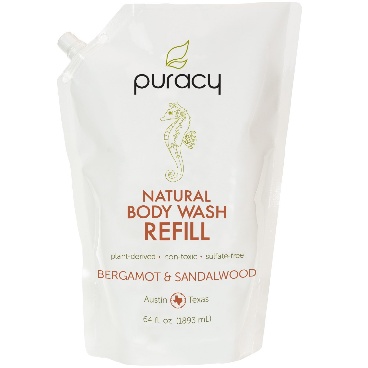 puracy
NATURAL
BODY WASH
REFILL
plant-derived • non-toxic • sulfate-free
BERGAMOT & SANDALWOOD
Austin Texas
64 fl. oz. (1893 mL)